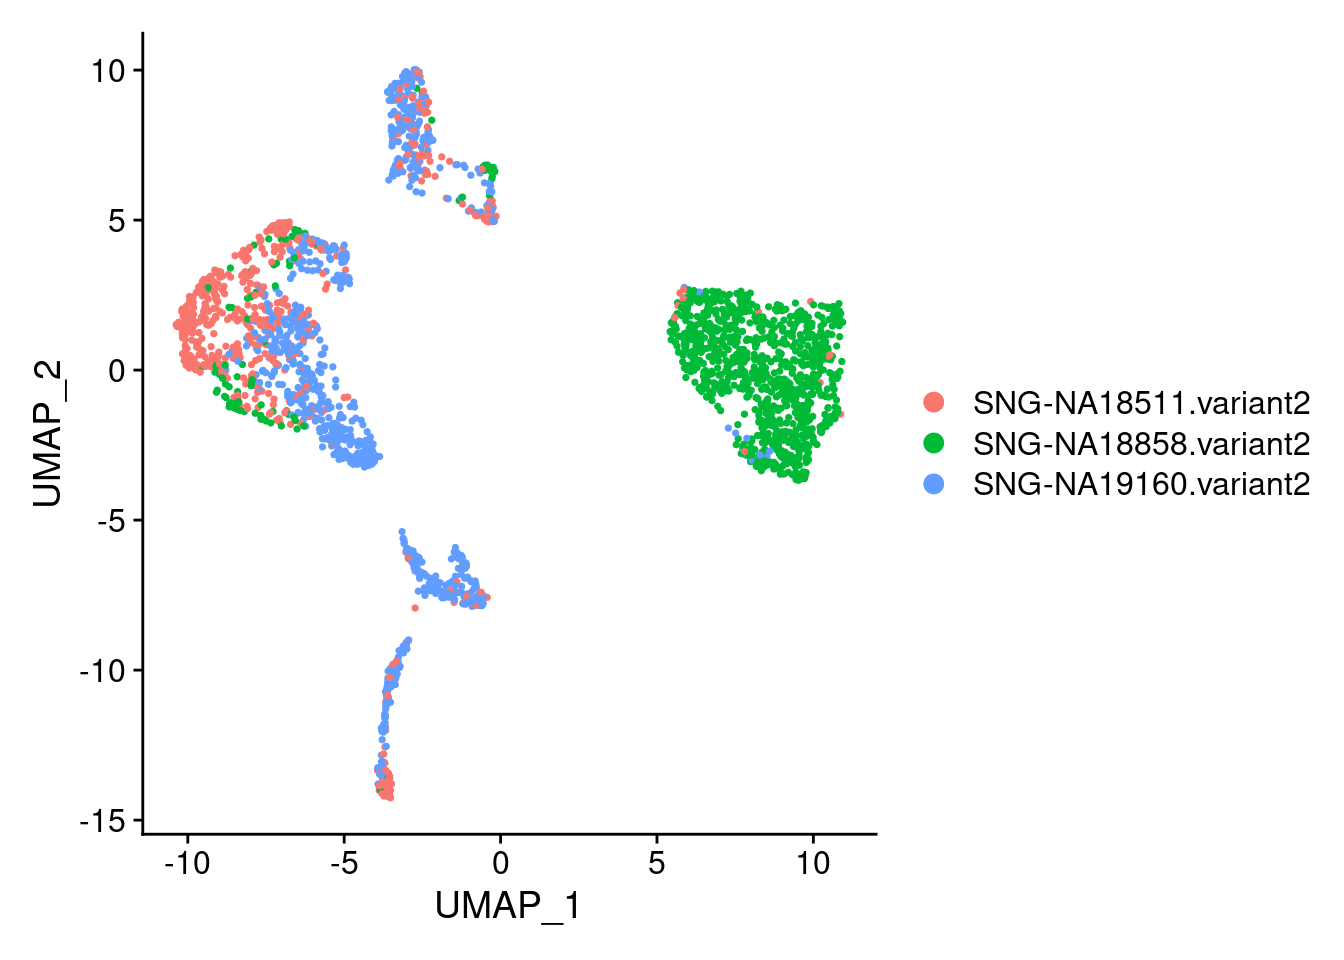 10
5
0
-5
-10
-15
UMAP_2
-10 -5 0 5 10
UMAP_1
SNG-NA18511.variant2
SNG-NA18858.variant2
SNG-NA19160.variant2